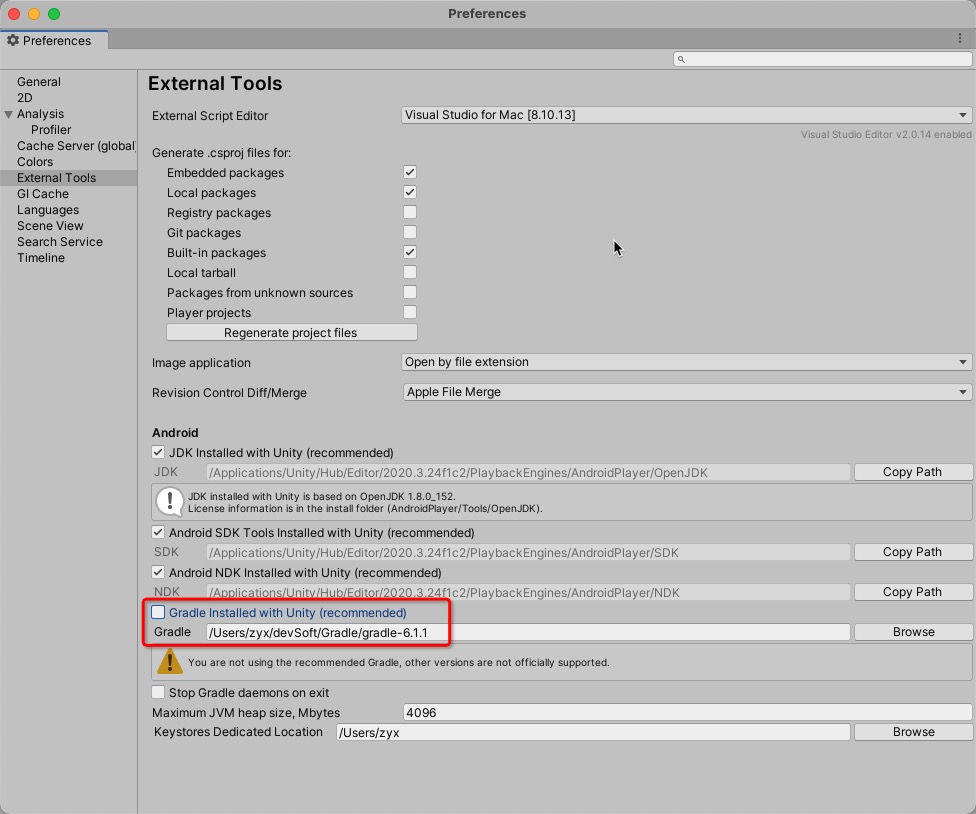 Preferences
Preferences
General
2D
Analysis
Profiler
Cache Server (global
Colors
External Tools
GI Cache
Languages
Scene View
Search Service
Timeline
External Tools
External Script Editor
Visual Studio for Mac [8.10.13]
Visual Studio Editor v2.0.14 enabled
Generate .csproj files for:
Embedded packages
Local packages
Registry packages
Git packages
Built-in packages
Local tarball
Packages from unknown sources
Player projects
Regenerate project files
Image application
Open by file extension
Revision Control Diff/Merge
Apple File Merge
Android
JDK Installed with Unity (recommended)
JDK
/Applications/Unity/Hub/Editor/2020.3.24f1c2/PlaybackEngines/AndroidPlayer/OpenJDK
Copy Path
JDK installed with Unity is based on OpenJDK 1.8.0_152.
License information is in the install folder (AndroidPlayer/Tools/OpenJDK).
Android SDK Tools Installed with Unity (recommended)
SDK
/Applications/Unity/Hub/Editor/2020.3.24f1c2/PlaybackEngines/AndroidPlayer/SDK
Copy Path
Android NDK Installed with Unity (recommended)
NDK
/Applications/Unity/Hub/Editor/2020.3.24f1c2/PlaybackEngines/AndroidPlayer/NDK
Copy Path
Gradle Installed with Unity (recommended)
Gradle
/Users/zyx/devSoft/Gradle/gradle-6.1.1
Browse
You are not using the recommended Gradle, other versions are not officially supported.
Stop Gradle daemons on exit
Maximum JVM heap size, Mbytes
4096
Keystores Dedicated Location
/Users/zyx
Browse